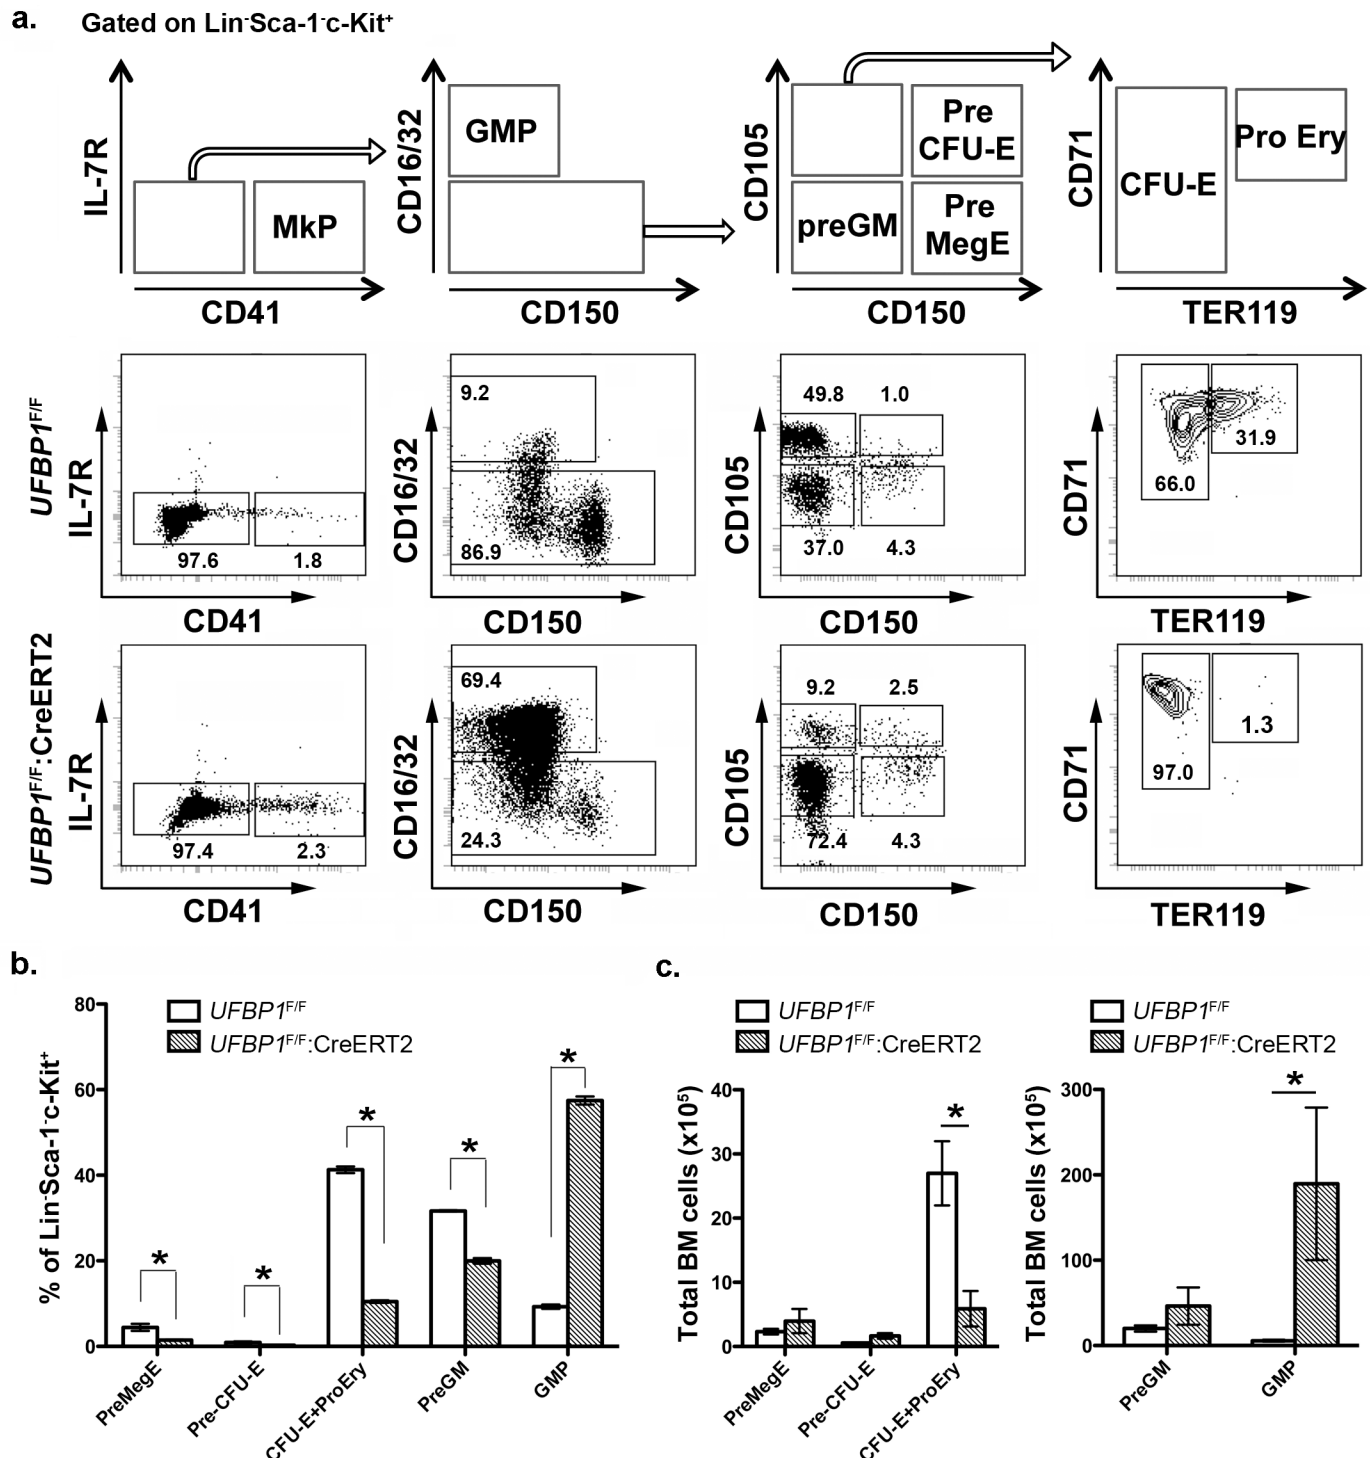 a.
Gated on Lin⁻Sca-1⁻c-Kit⁺
IL-7R
MkP
CD41
CD16/32
GMP
CD150
CD105
Pre
CFU-E
preGM
Pre
MegE
CD150
CD71
CFU-E
Pro Ery
TER119
UFBP1F/F
IL-7R
97.6
1.8
CD41
CD16/32
9.2
86.9
CD150
CD105
49.8
1.0
37.0
4.3
CD150
CD71
31.9
66.0
TER119
UFBP1F/F:CreERT2
IL-7R
97.4
2.3
CD41
CD16/32
69.4
24.3
CD150
CD105
9.2
2.5
72.4
4.3
CD150
CD71
1.3
97.0
TER119
b.
UFBP1F/F
UFBP1F/F:CreERT2
% of Lin⁻Sca-1⁻c-Kit⁺
80
60
40
20
0
*
*
*
*
*
PreMegE
Pre-CFU-E
CFU-E+ProEry
PreGM
GMP
c.
UFBP1F/F
UFBP1F/F:CreERT2
Total BM cells (x10⁵)
40
30
20
10
0
*
PreMegE
Pre-CFU-E
CFU-E+ProEry
UFBP1F/F
UFBP1F/F:CreERT2
Total BM cells (x10⁵)
300
200
100
0
*
PreGM
GMP